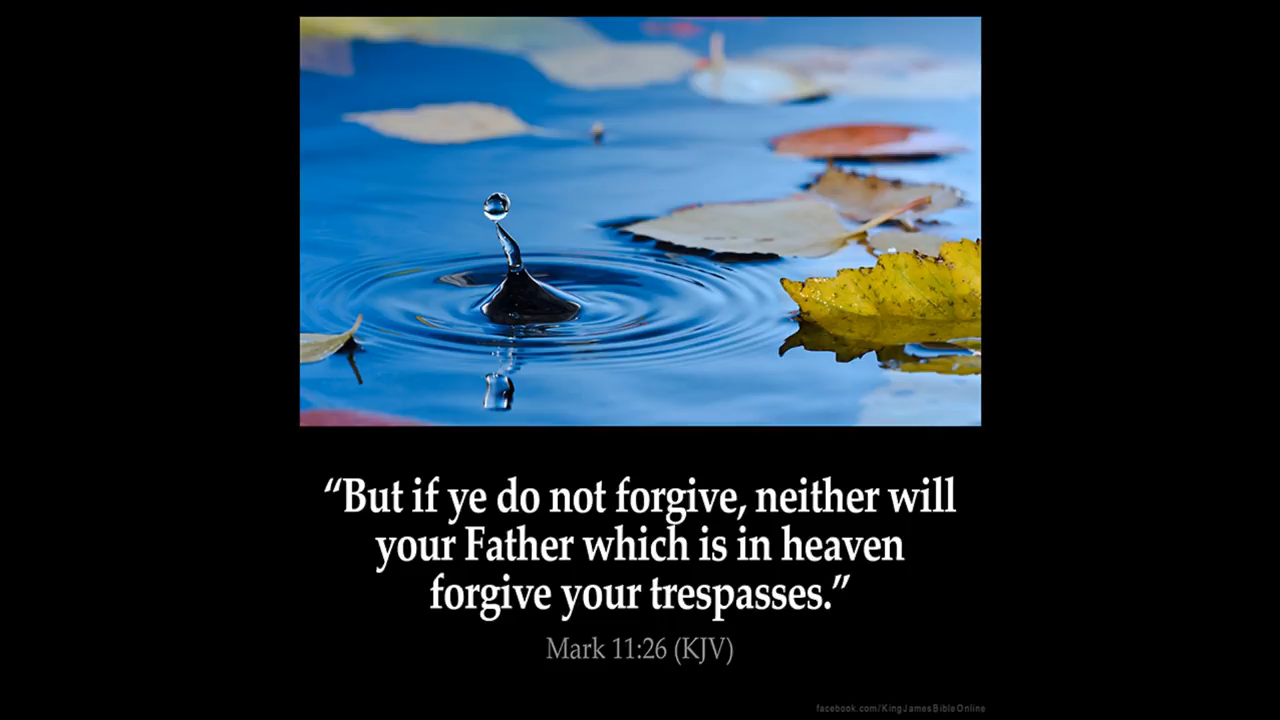 “But if ye do not forgive, neither will
your Father which is in heaven
forgive your trespasses.”
Mark 11:26 (KJV)
facebook.com/KingJamesBibleOnline